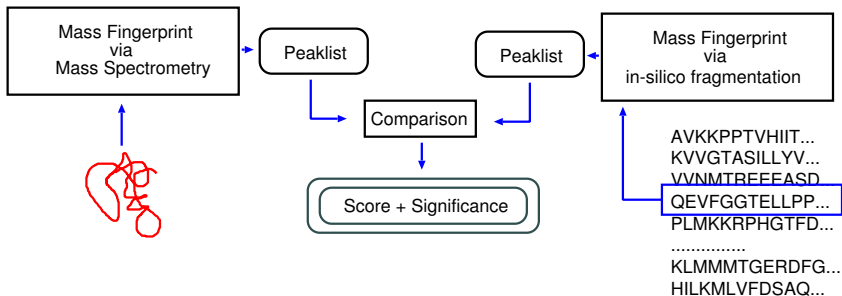 Mass Fingerprint
via
Mass Spectrometry
Peaklist
Peaklist
Mass Fingerprint
via
in-silico fragmentation
Comparison
Score + Significance
AVKKPPTVHIIT...
KVVGTASILLYV...
VVNMTREEEASD...
QEVFGGTELLPP...
PLMKKRPHGTFD...
...............
KLMMMTGERDFG...
HILKMLVFDSAQ...